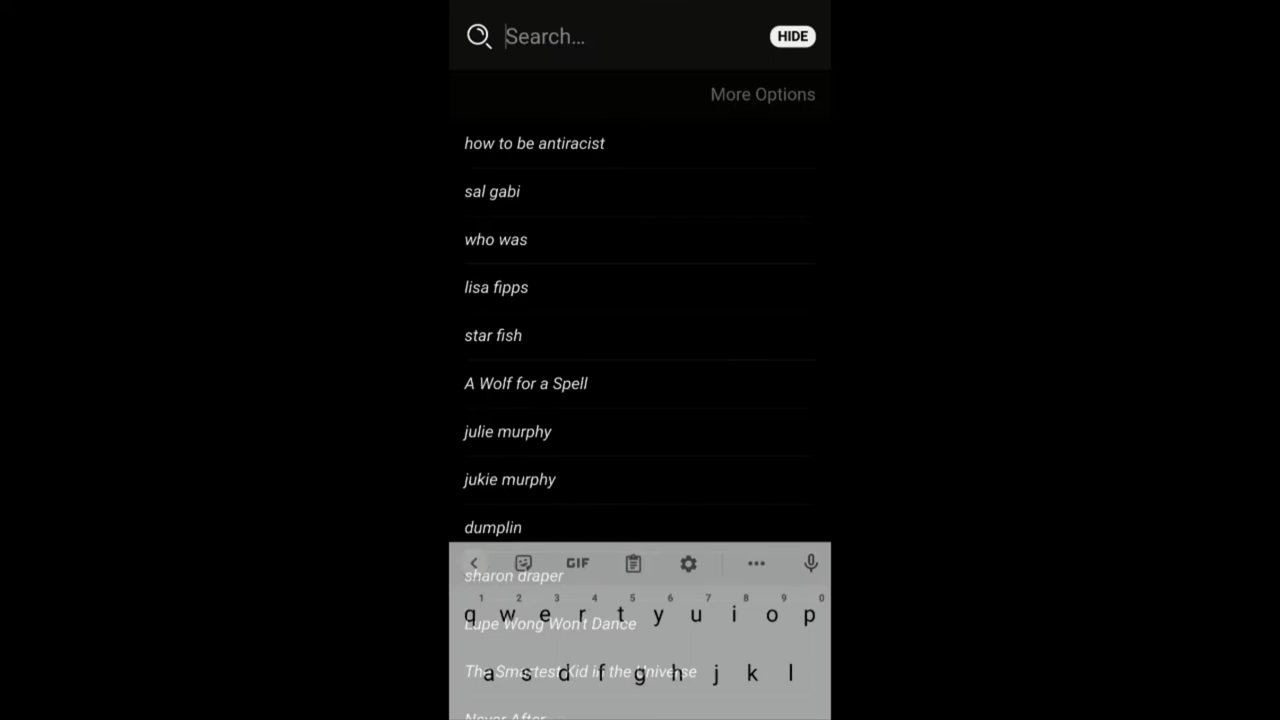 Search…
HIDE
More Options
how to be antiracist
sal gabi
who was
lisa fipps
star fish
A Wolf for a Spell
julie murphy
jukie murphy
dumplin
GIF
sharon draper
1 2 3 4 5 6 7 8 9 0
q w e r t y u i o p
Lupe Wong Won't Dance
The Smartest Kid in the Universe
a s d f g h j k l
Never After